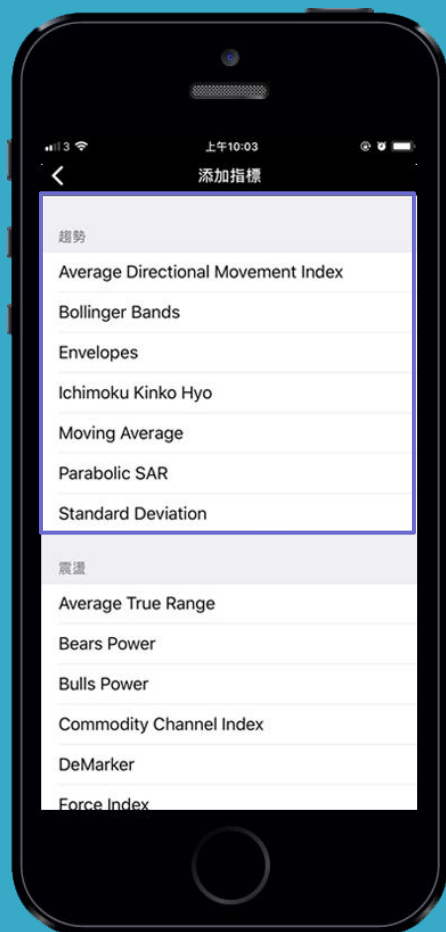 3
上午10:03
添加指標
趨勢
Average Directional Movement Index
Bollinger Bands
Envelopes
Ichimoku Kinko Hyo
Moving Average
Parabolic SAR
Standard Deviation
震盪
Average True Range
Bears Power
Bulls Power
Commodity Channel Index
DeMarker
Force Index